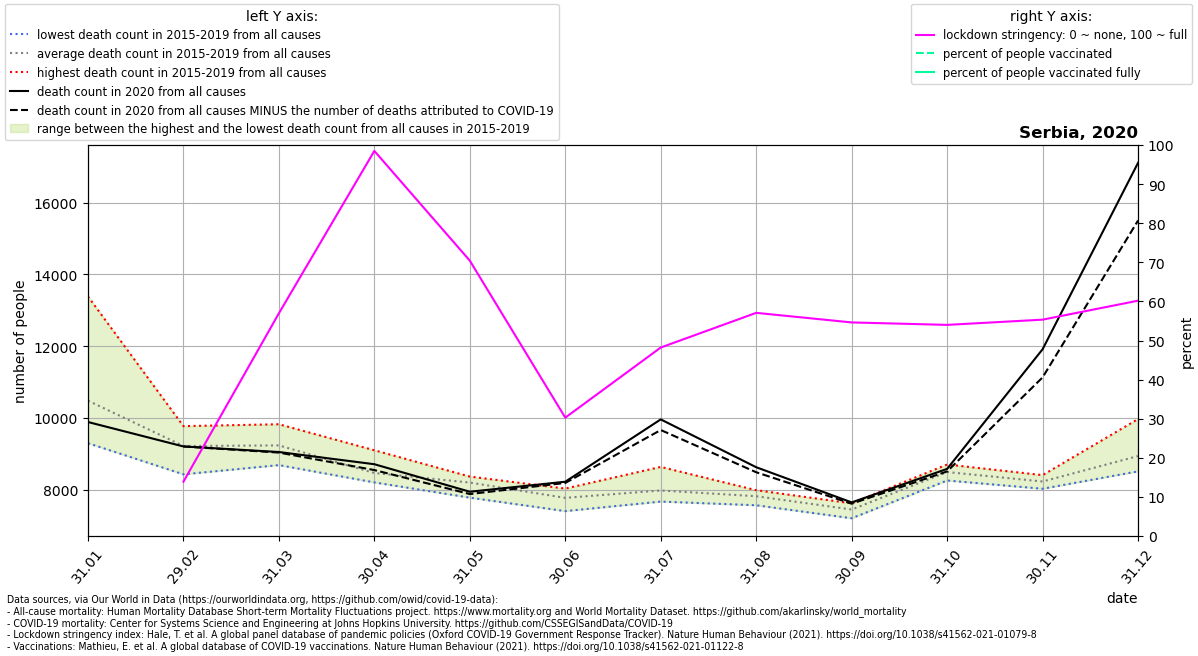 left Y axis:
lowest death count in 2015-2019 from all causes
average death count in 2015-2019 from all causes
highest death count in 2015-2019 from all causes
death count in 2020 from all causes
death count in 2020 from all causes MINUS the number of deaths attributed to COVID-19
range between the highest and the lowest death count from all causes in 2015-2019
right Y axis:
lockdown stringency: 0 ~ none, 100 ~ full
percent of people vaccinated
percent of people vaccinated fully
Serbia, 2020
number of people
16000
14000
12000
10000
8000
100
90
80
70
60
50
40
30
20
10
0
percent
31.01
29.02
31.03
30.04
31.05
30.06
31.07
31.08
30.09
31.10
30.11
31.12
date
Data sources, via Our World in Data (https://ourworldindata.org, https://github.com/owid/covid-19-data):
- All-cause mortality: Human Mortality Database Short-term Mortality Fluctuations project. https://www.mortality.org and World Mortality Dataset. https://github.com/akarlinsky/world_mortality
- COVID-19 mortality: Center for Systems Science and Engineering at Johns Hopkins University. https://github.com/CSSEGISandData/COVID-19
- Lockdown stringency index: Hale, T. et al. A global panel database of pandemic policies (Oxford COVID-19 Government Response Tracker). Nature Human Behaviour (2021). https://doi.org/10.1038/s41562-021-01079-8
- Vaccinations: Mathieu, E. et al. A global database of COVID-19 vaccinations. Nature Human Behaviour (2021). https://doi.org/10.1038/s41562-021-01122-8